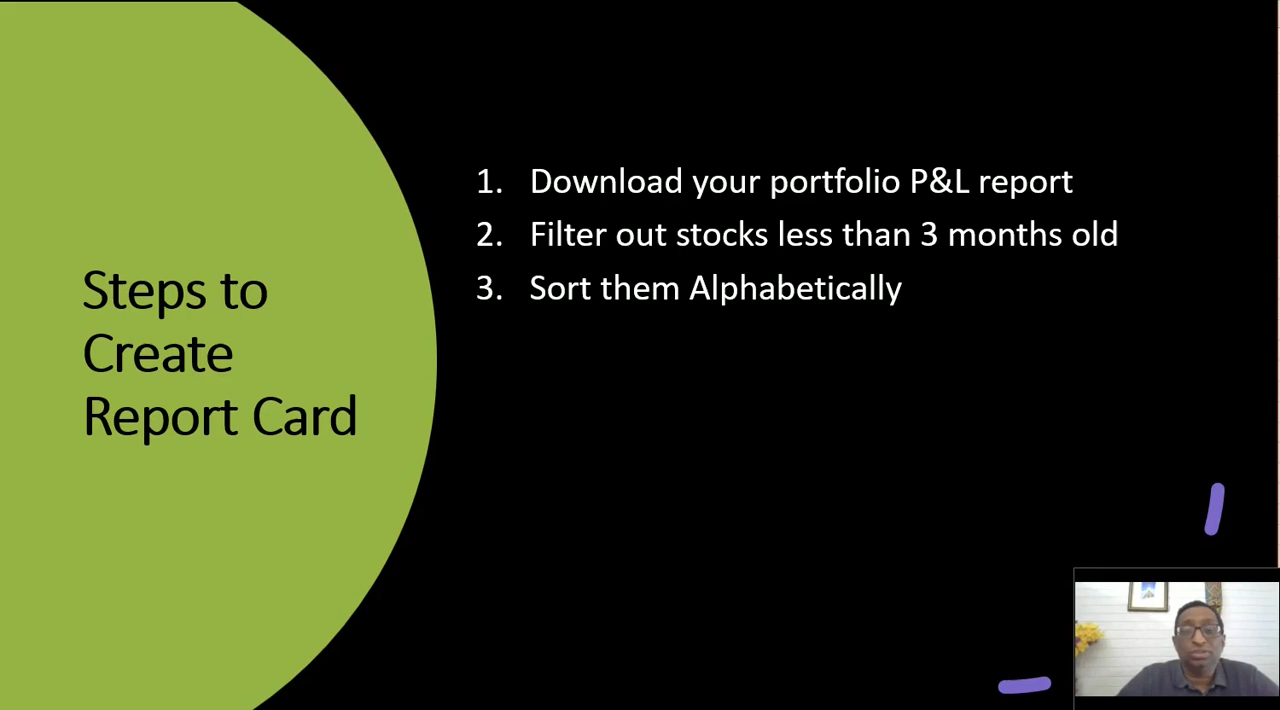 Steps to
Create
Report Card
1. Download your portfolio P&L report
2. Filter out stocks less than 3 months old
3. Sort them Alphabetically